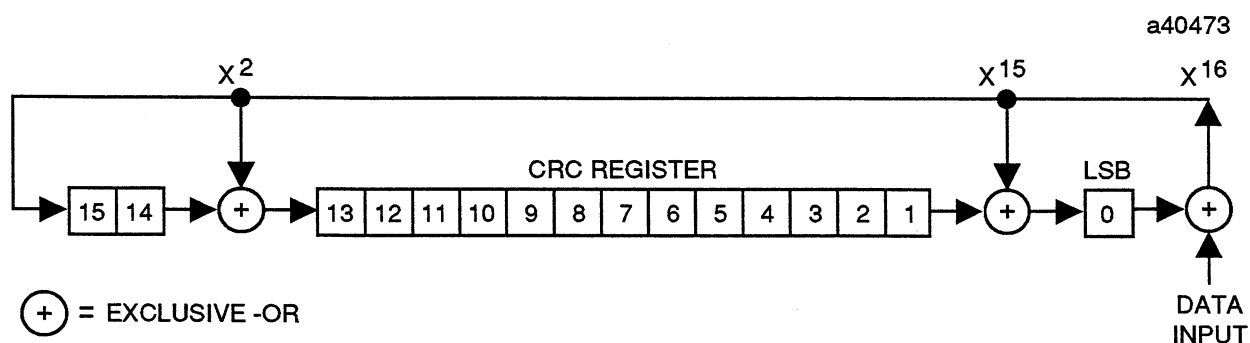 a40473
X2 X15 X16
CRC REGISTER LSB
15 14 + 13 12 11 10 9 8 7 6 5 4 3 2 1 + 0 +
+ = EXCLUSIVE -OR
DATA
INPUT